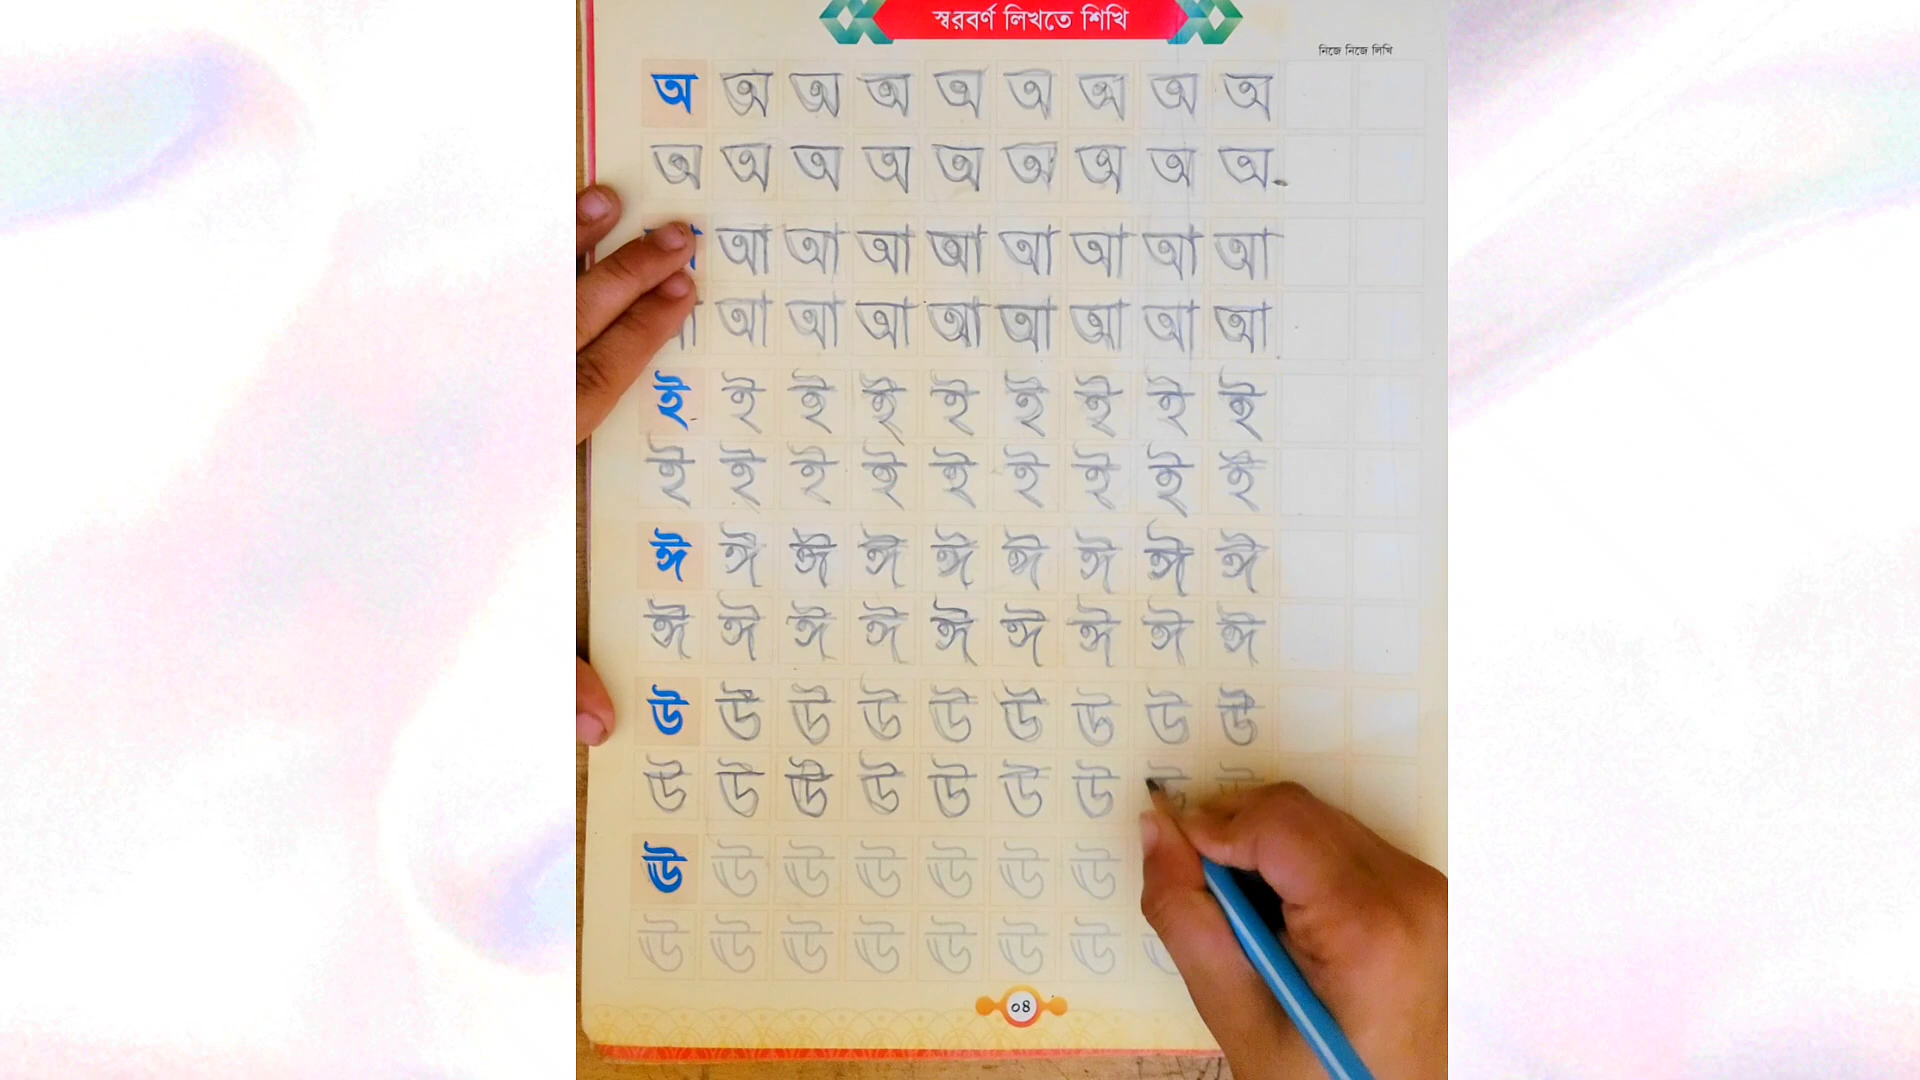 স্বরবর্ণ লিখতে শিখি
নিজে নিজে লিখি
অ অ অ অ অ অ অ অ অ
অ অ অ অ অ অ অ অ অ
আ আ আ আ আ আ আ আ
আ আ আ আ আ আ আ আ
ই ই ই ই ই ই ই ই ই
ই ই ই ই ই ই ই ই ই
ঈ ঈ ঈ ঈ ঈ ঈ ঈ ঈ ঈ
ঈ ঈ ঈ ঈ ঈ ঈ ঈ ঈ ঈ
উ উ উ উ উ উ উ উ উ
উ উ উ উ উ উ উ উ উ
ঊ ঊ ঊ ঊ ঊ ঊ ঊ
ঊ ঊ ঊ ঊ ঊ ঊ ঊ
০৪